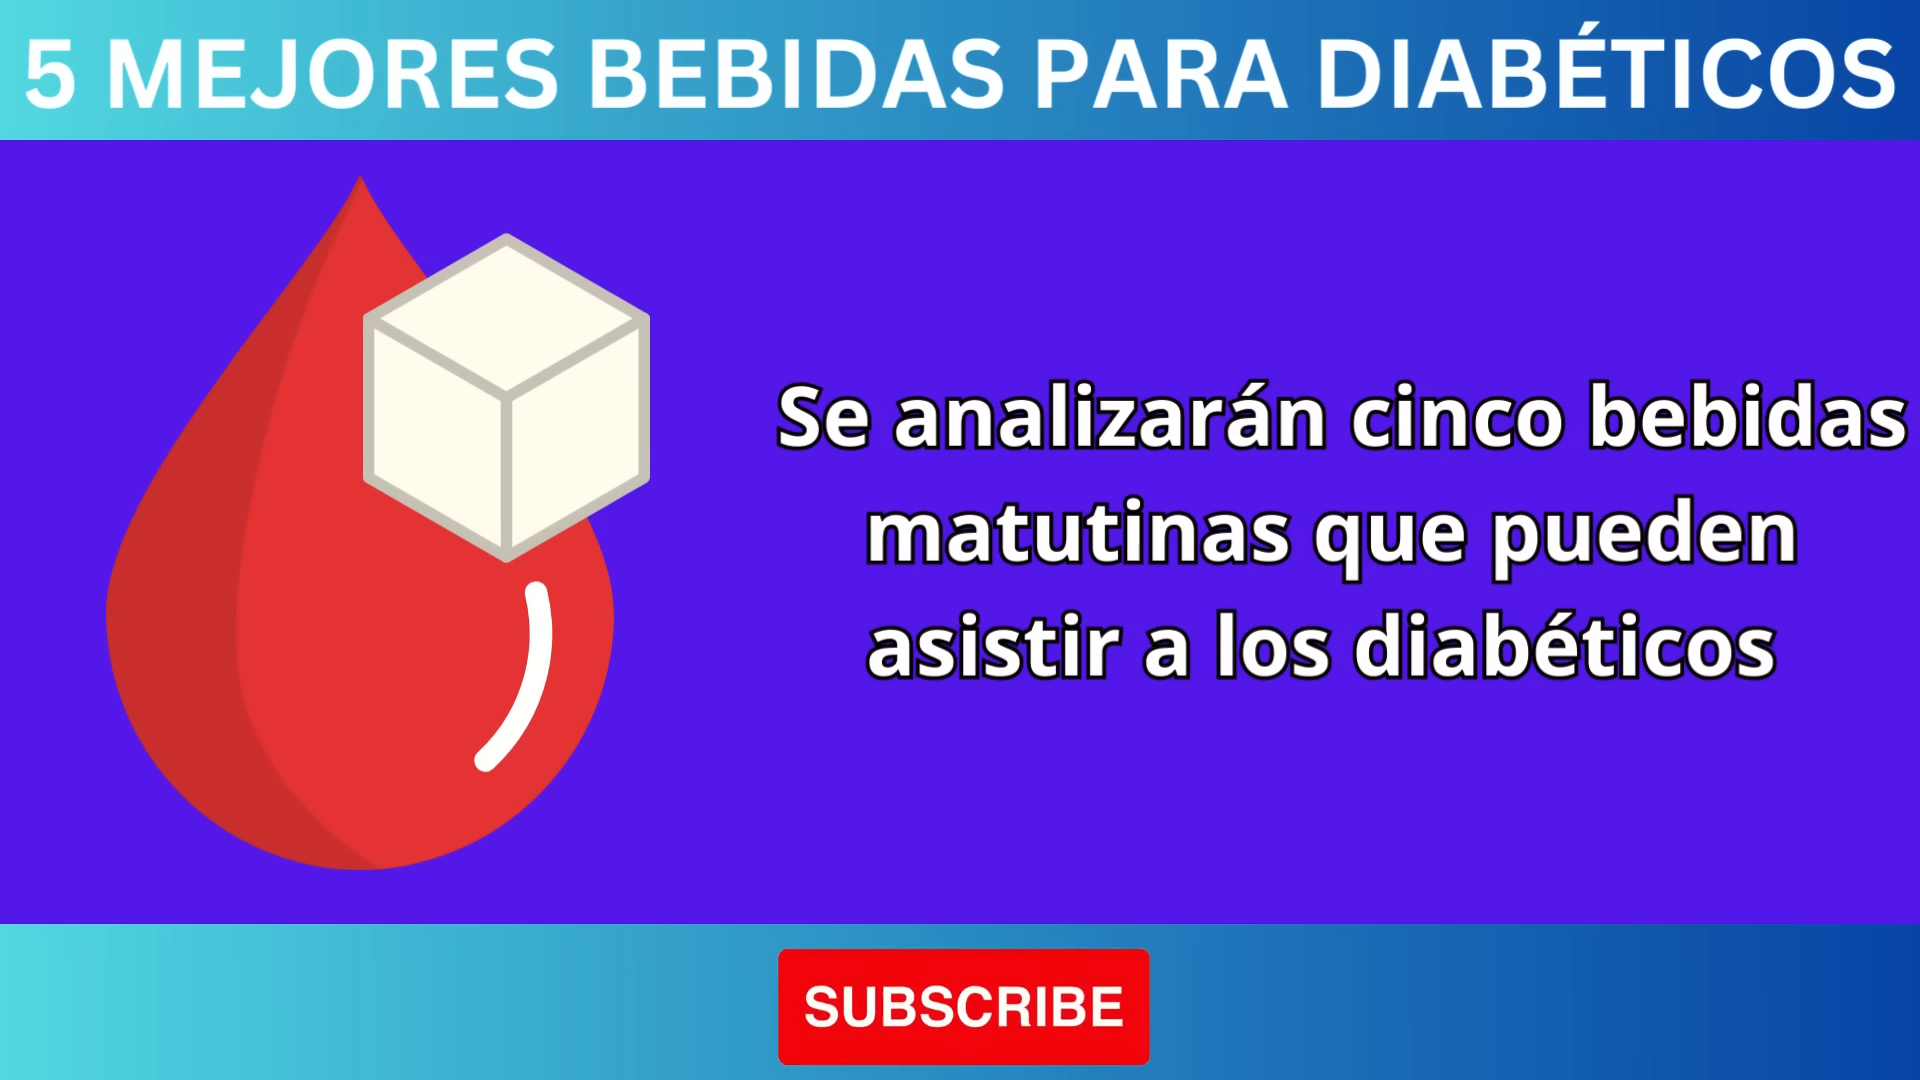 5 MEJORES BEBIDAS PARA DIABÉTICOS
Se analizarán cinco bebidas
matutinas que pueden
asistir a los diabéticos
SUBSCRIBE